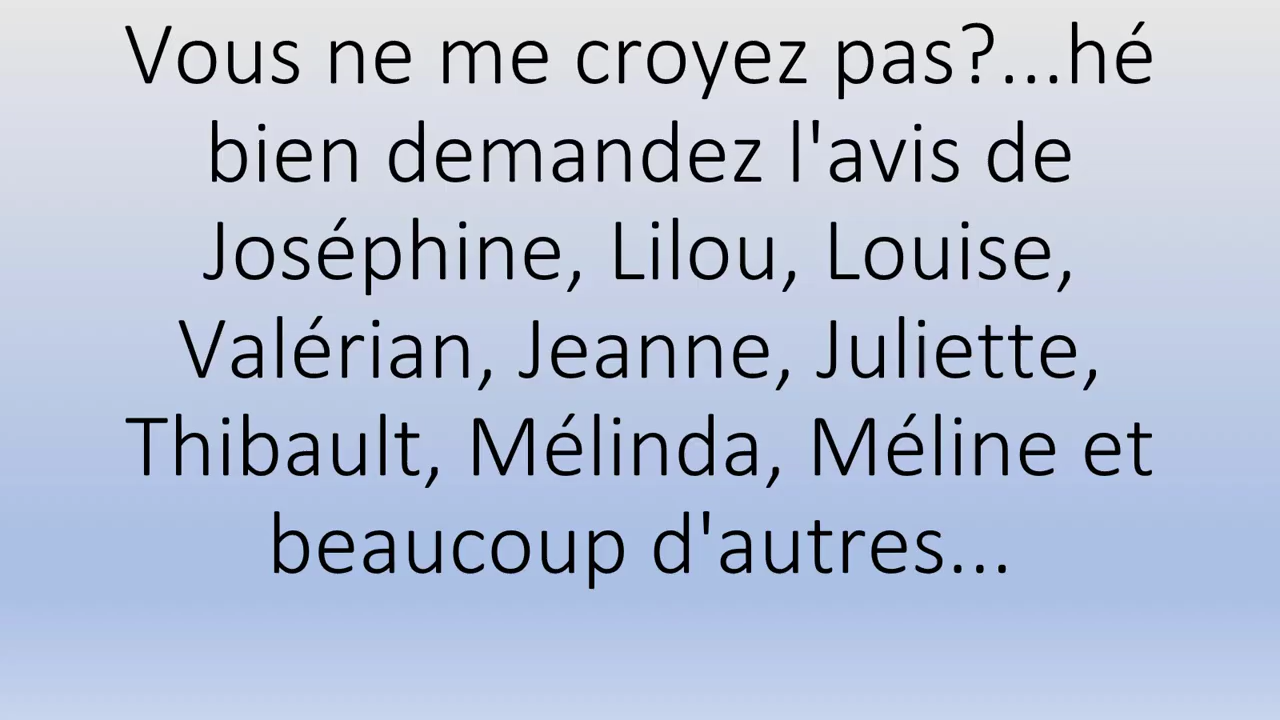 Vous ne me croyez pas?...hé
bien demandez l'avis de
Joséphine, Lilou, Louise,
Valérian, Jeanne, Juliette,
Thibault, Mélinda, Méline et
beaucoup d'autres...